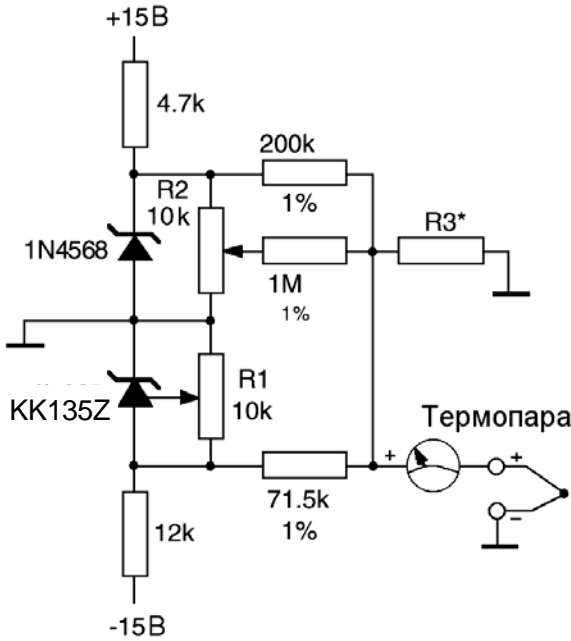 +15В
4.7k
200k
1%
R2
10k
R3*
1N4568
1M
1%
R1
10k
KK135Z
Термопара
+
+
71.5k
1%
−
12k
-15В